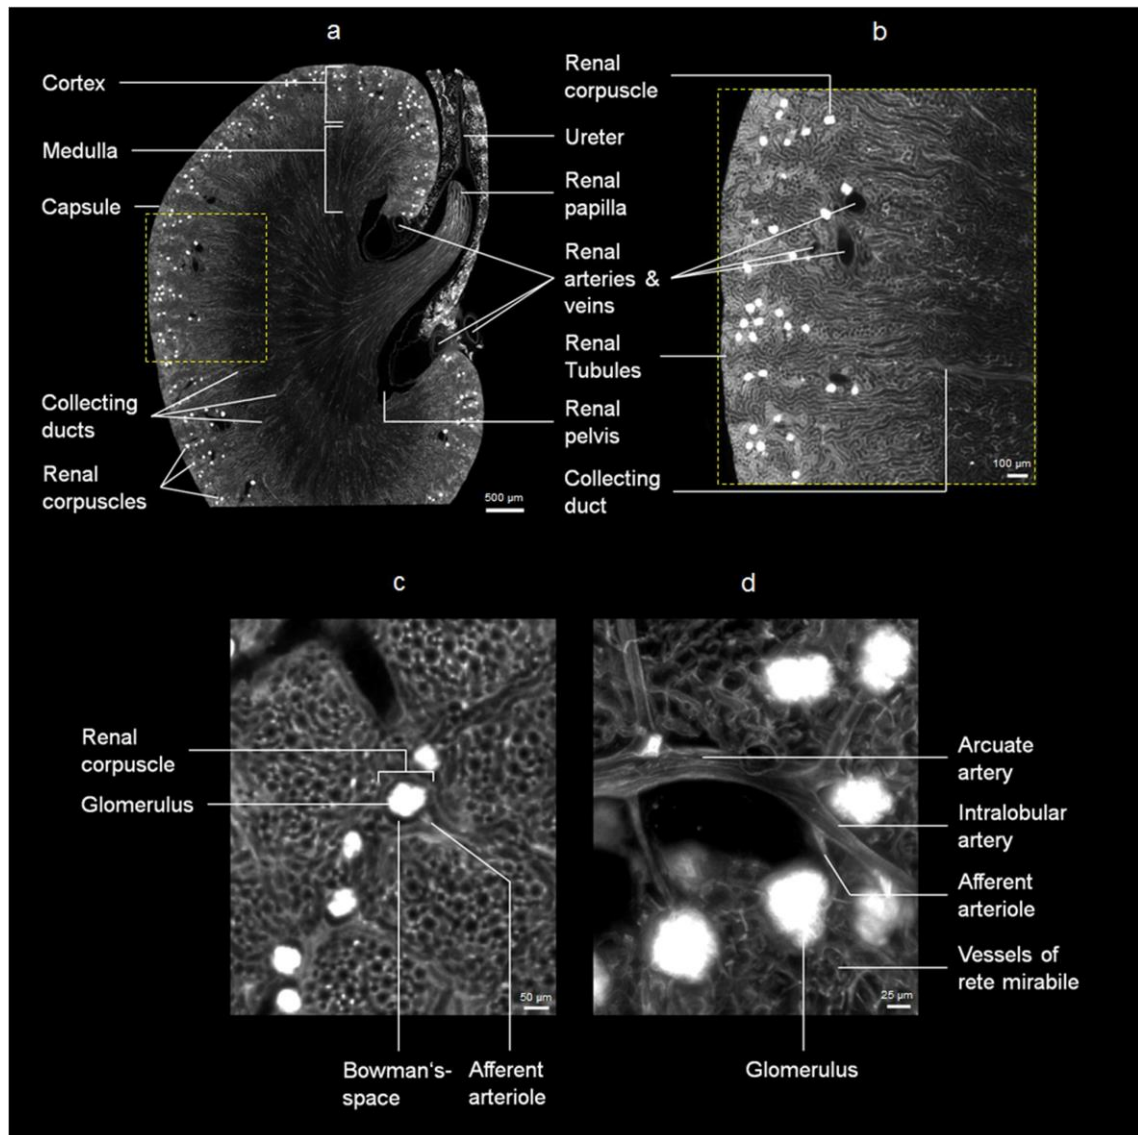 a
b
Cortex
Medulla
Capsule
Collecting
ducts
Renal
corpuscles
500 µm
Renal
corpuscle
Ureter
Renal
papilla
Renal
arteries &
veins
Renal
Tubules
Renal
pelvis
Collecting
duct
100 µm
c
d
Renal
corpuscle
Glomerulus
50 µm
Bowman's-
space
Afferent
arteriole
Arcuate
artery
Intralobular
artery
Afferent
arteriole
Vessels of
rete mirabile
25 µm
Glomerulus